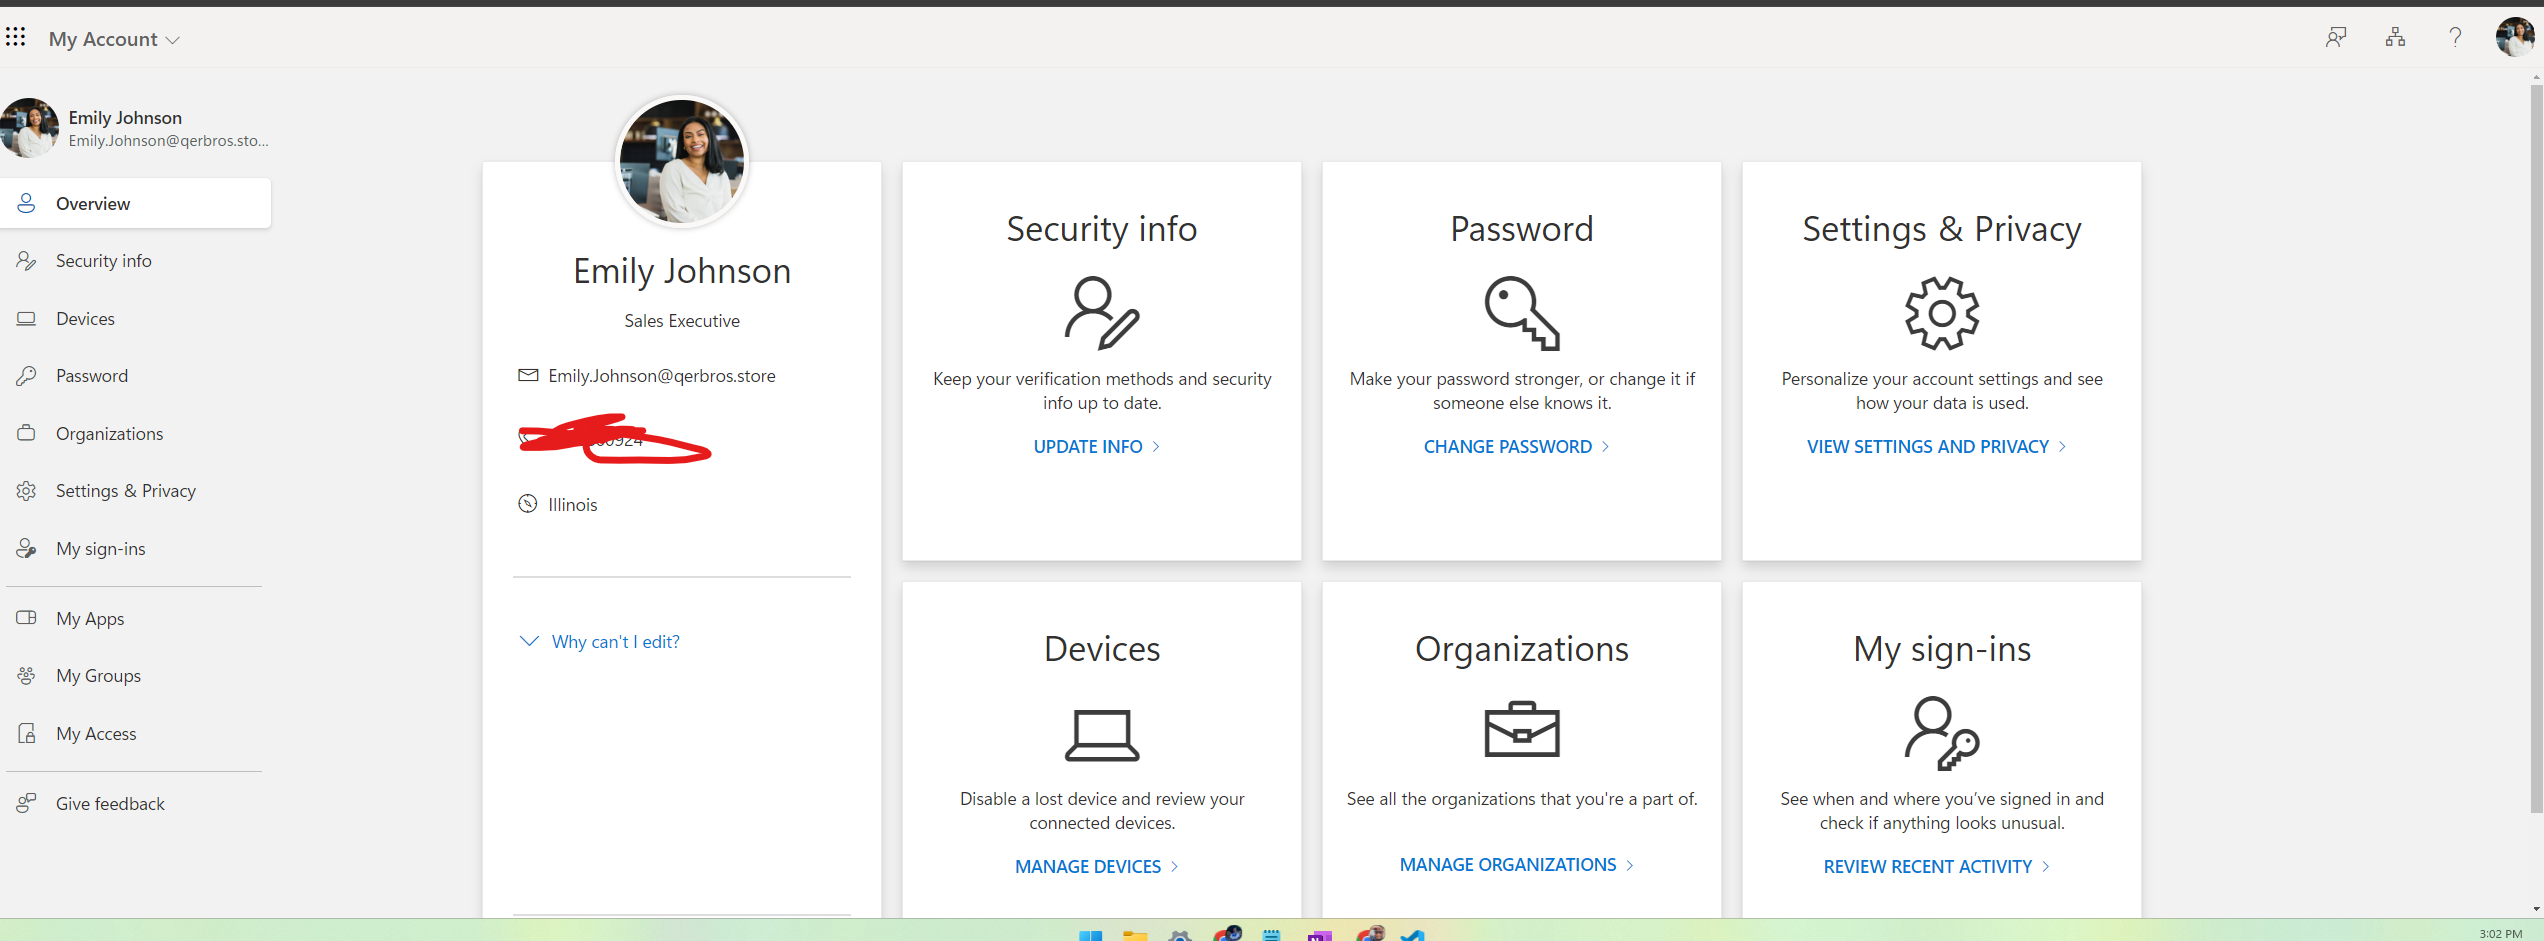 My Account
Emily Johnson
Emily.Johnson@qerbros.sto...
Overview
Security info
Devices
Password
Organizations
Settings & Privacy
My sign-ins
My Apps
My Groups
My Access
Give feedback
Emily Johnson
Sales Executive
Emily.Johnson@qerbros.store
Illinois
Why can't I edit?
Security info
Keep your verification methods and security
info up to date.
UPDATE INFO
Password
Make your password stronger, or change it if
someone else knows it.
CHANGE PASSWORD
Settings & Privacy
Personalize your account settings and see
how your data is used.
VIEW SETTINGS AND PRIVACY
Devices
Disable a lost device and review your
connected devices.
MANAGE DEVICES
Organizations
See all the organizations that you're a part of.
MANAGE ORGANIZATIONS
My sign-ins
See when and where you’ve signed in and
check if anything looks unusual.
REVIEW RECENT ACTIVITY
3:02 PM